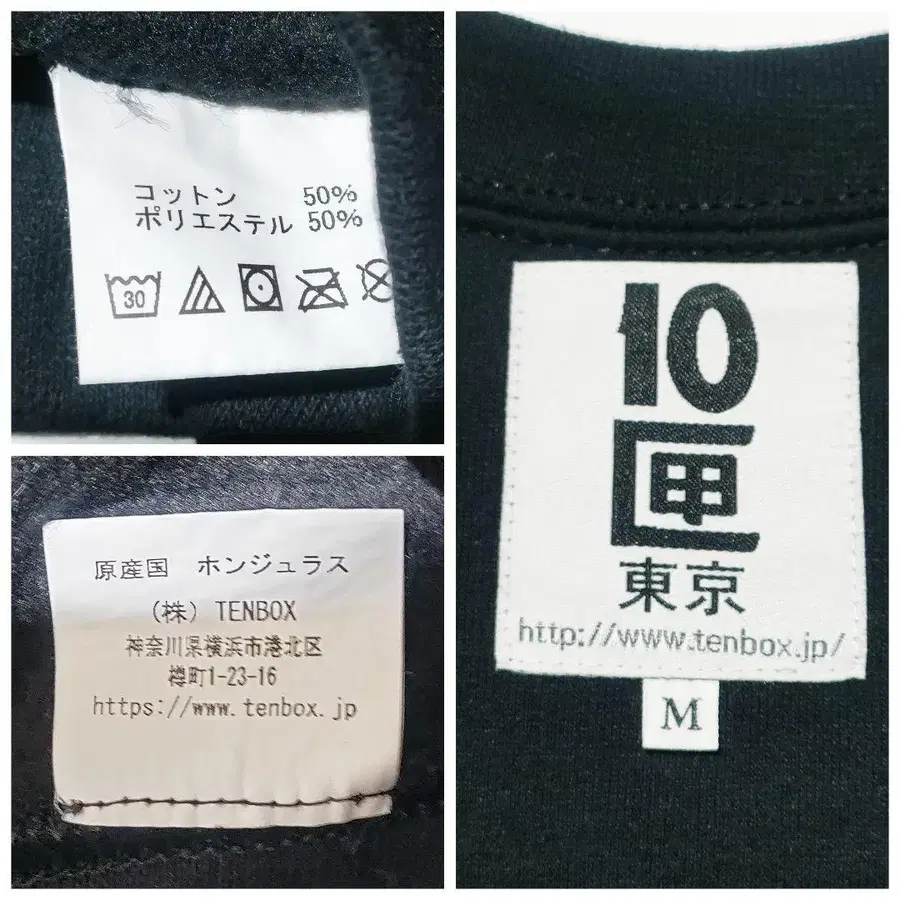 コットン 50%
ポリエステル 50%
30
原産国 ホンジュラス
(株) TENBOX
神奈川県横浜市港北区
樽町1-23-16
https://www.tenbox.jp
10
匣
東京
http://www.tenbox.jp/
M